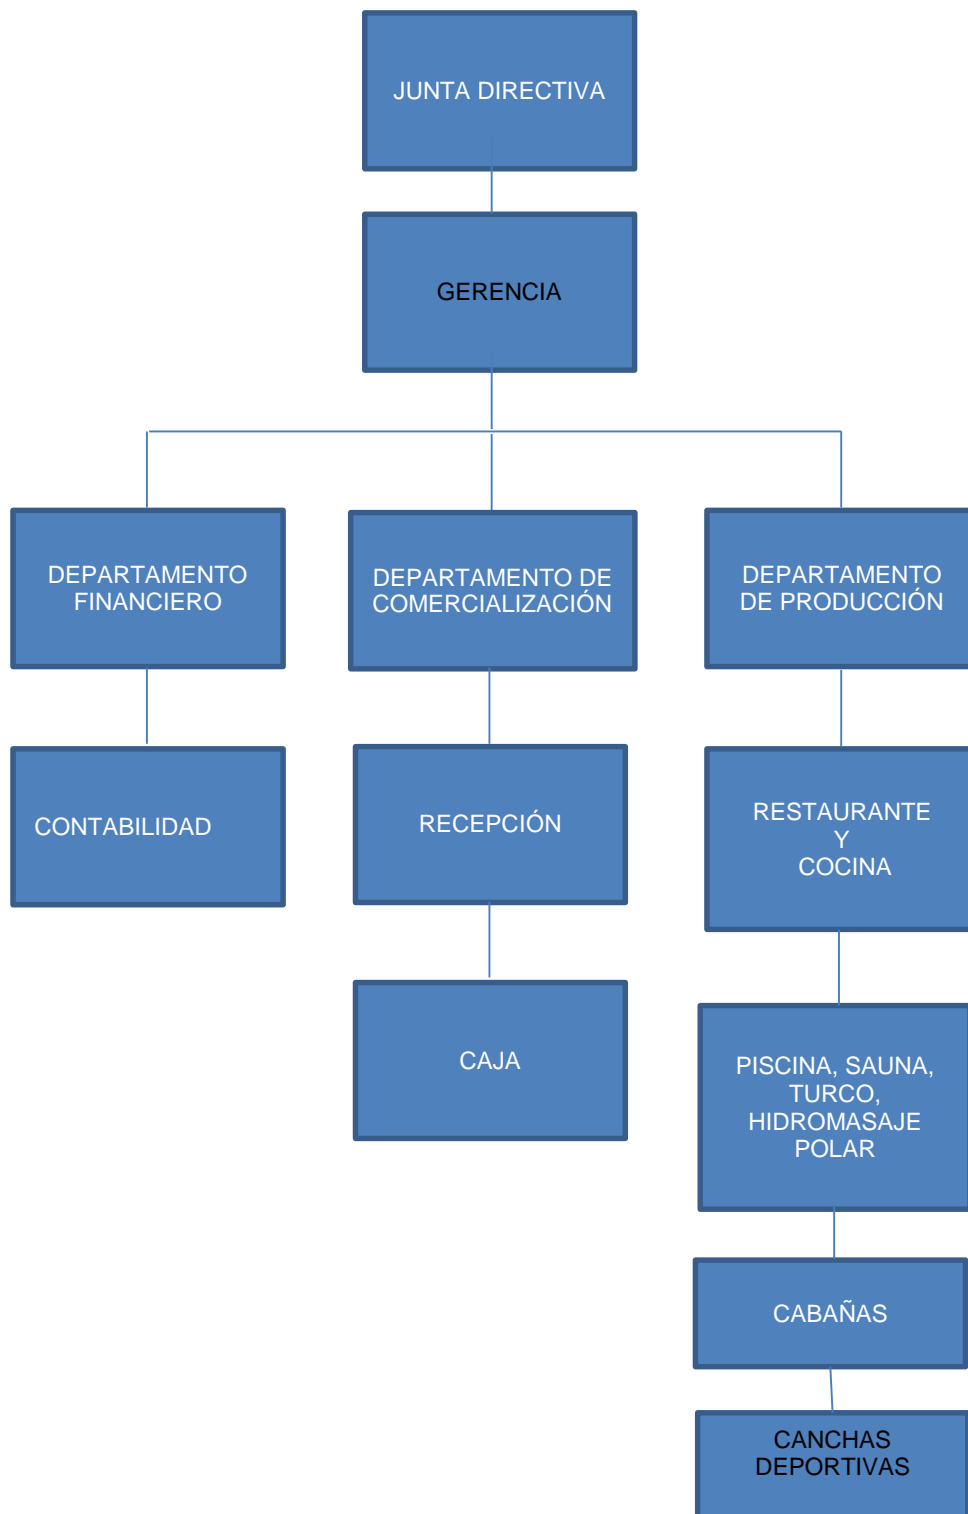 JUNTA DIRECTIVA
GERENCIA
DEPARTAMENTO
FINANCIERO
DEPARTAMENTO DE
COMERCIALIZACIÓN
DEPARTAMENTO
DE PRODUCCIÓN
CONTABILIDAD
RECEPCIÓN
RESTAURANTE
Y
COCINA
CAJA
PISCINA, SAUNA,
TURCO,
HIDROMASAJE
POLAR
CABAÑAS
CANCHAS
DEPORTIVAS